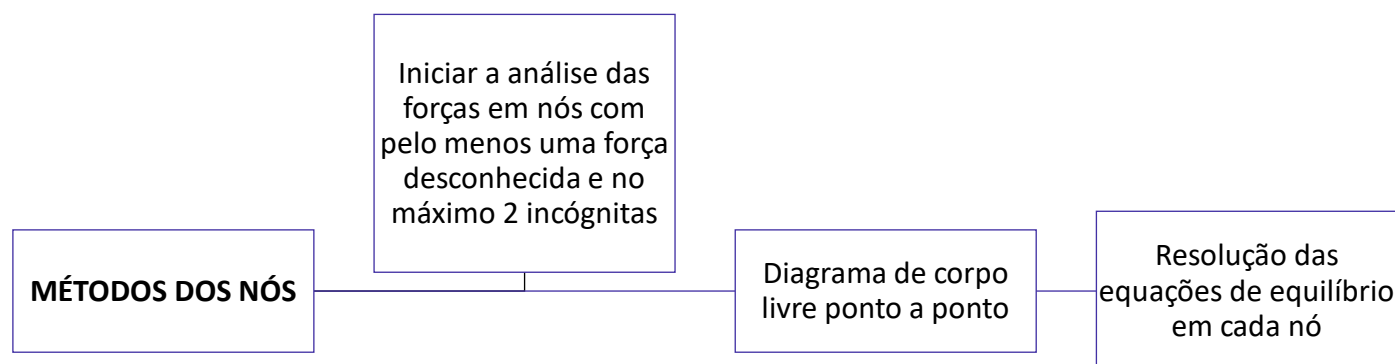 MÉTODOS DOS NÓS
Iniciar a análise das
forças em nós com
pelo menos uma força
desconhecida e no
máximo 2 incógnitas
Diagrama de corpo
livre ponto a ponto
Resolução das
equações de equilíbrio
em cada nó